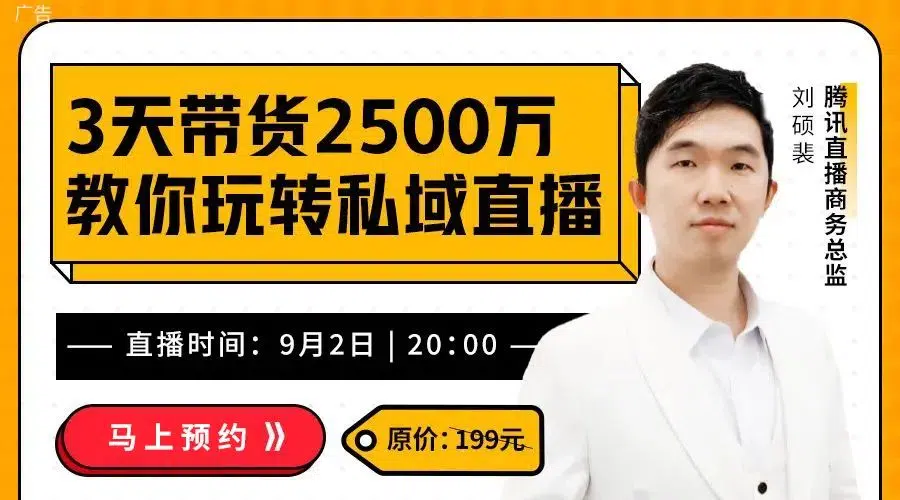 广告
3天带货2500万
教你玩转私域直播
腾讯直播商务总监
刘硕裴
直播时间：9月2日 | 20:00
马上预约 》
原价：199元